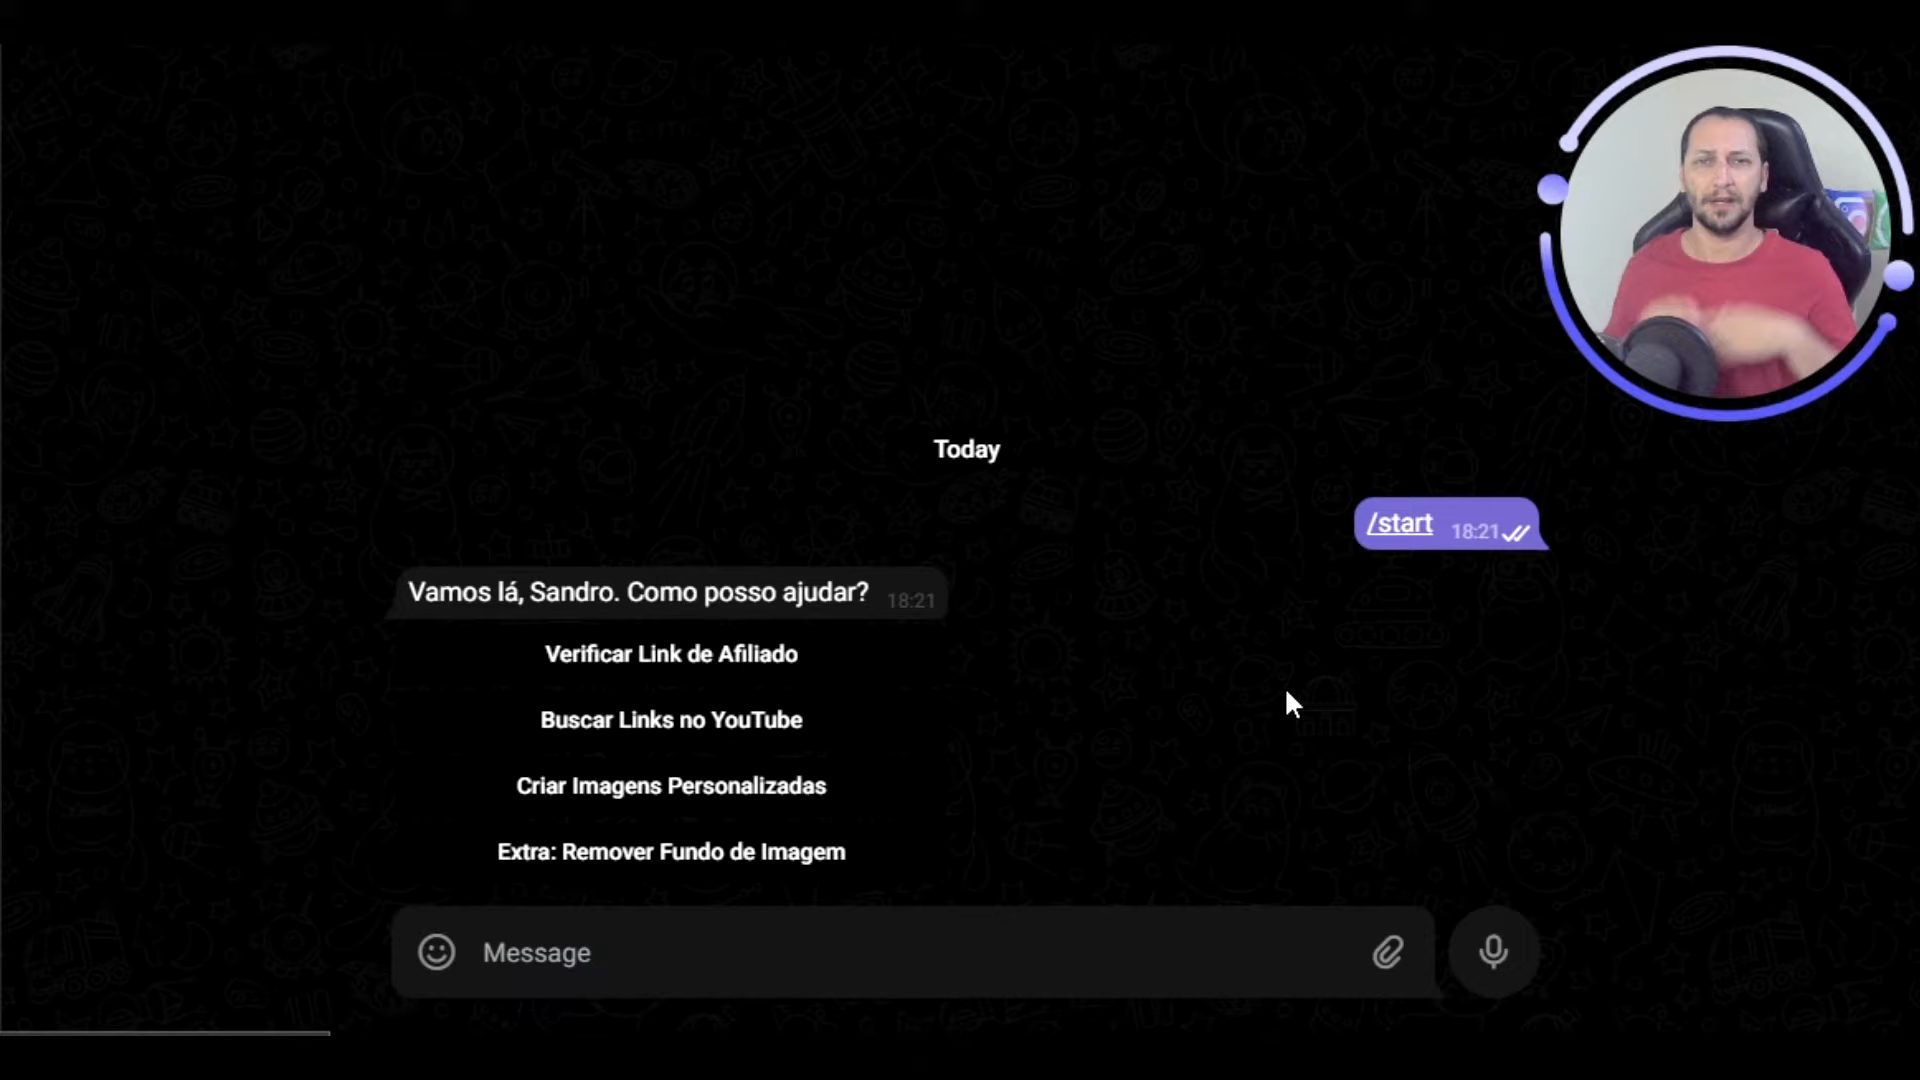 Today
/start 18:21
Vamos lá, Sandro. Como posso ajudar? 18:21
Verificar Link de Afiliado
Buscar Links no YouTube
Criar Imagens Personalizadas
Extra: Remover Fundo de Imagem
Message